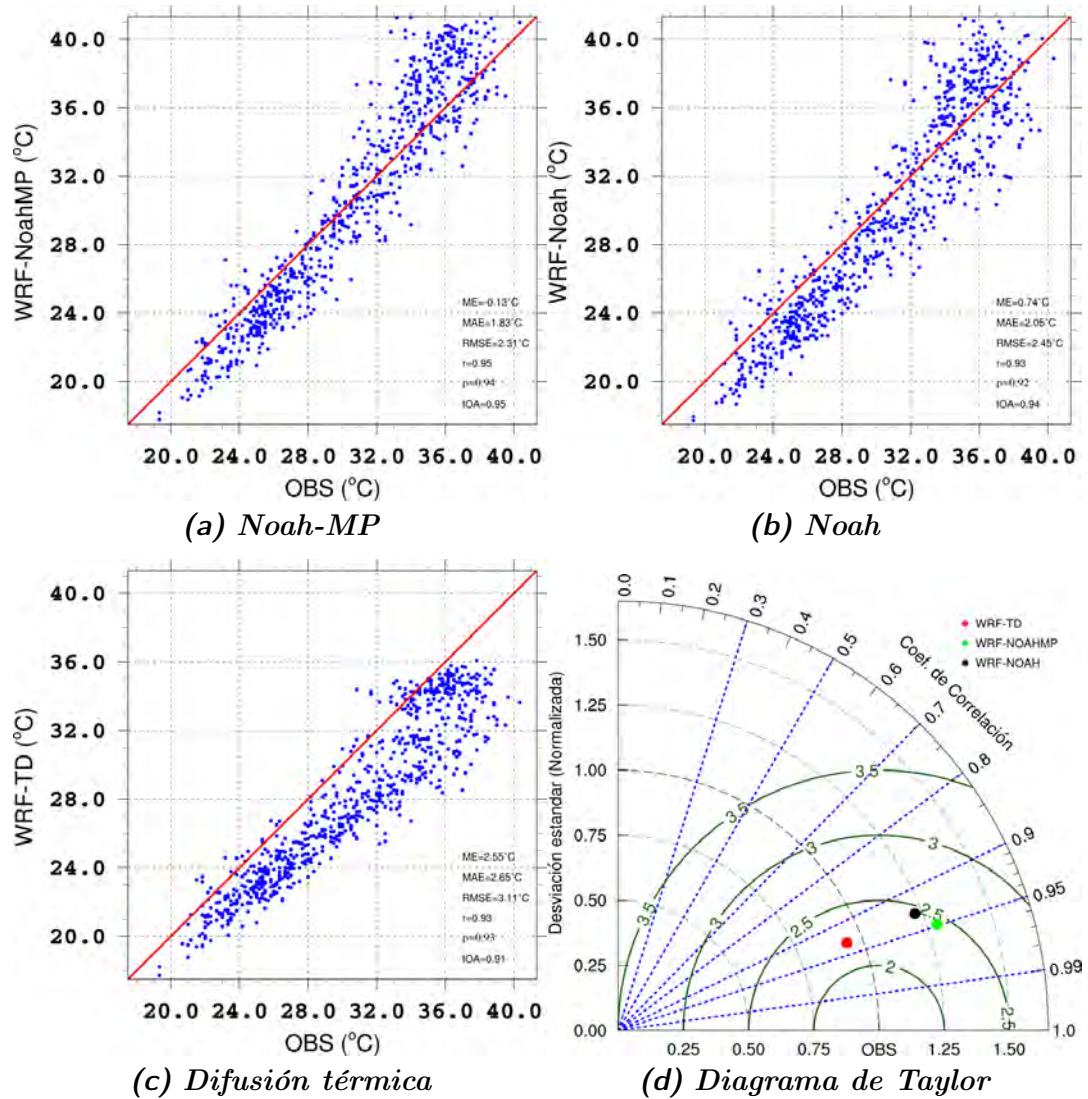 40.0
36.0
32.0
28.0
24.0
20.0
WRF-NoahMP (°C)
ME=-0.13°C
MAE=1.83°C
RMSE=2.31°C
r=0.95
ρ=0.94
IOA=0.95
20.0 24.0 28.0 32.0 36.0 40.0
OBS (°C)
(a) Noah-MP
40.0
36.0
32.0
28.0
24.0
20.0
WRF-Noah (°C)
ME=0.74°C
MAE=2.05°C
RMSE=2.45°C
r=0.93
ρ=0.92
IOA=0.94
20.0 24.0 28.0 32.0 36.0 40.0
OBS (°C)
(b) Noah
40.0
36.0
32.0
28.0
24.0
20.0
WRF-TD (°C)
ME=2.55°C
MAE=2.65°C
RMSE=3.11°C
r=0.93
ρ=0.93
IOA=0.91
20.0 24.0 28.0 32.0 36.0 40.0
OBS (°C)
(c) Difusión térmica
0.0 0.1 0.2 0.3 0.5 0.6 0.7 0.8 0.9 0.95 0.99 1.0
Coef. de Correlación
WRF-TD
WRF-NOAHMP
WRF-NOAH
1.50
1.25
1.00
0.75
0.50
0.25
0.00
Desviación estandar (Normalizada)
3.5
3.5
3.5
3
3
3
2.5
2.5
2.5
2.5
2
0.25 0.50 0.75 OBS 1.25 1.50
(d) Diagrama de Taylor